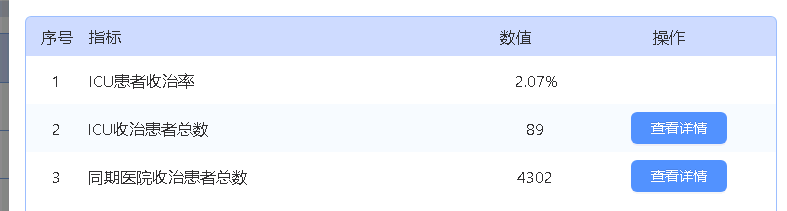 序号 指标 数值 操作
1 ICU患者收治率 2.07%
2 ICU收治患者总数 89 查看详情
3 同期医院收治患者总数 4302 查看详情